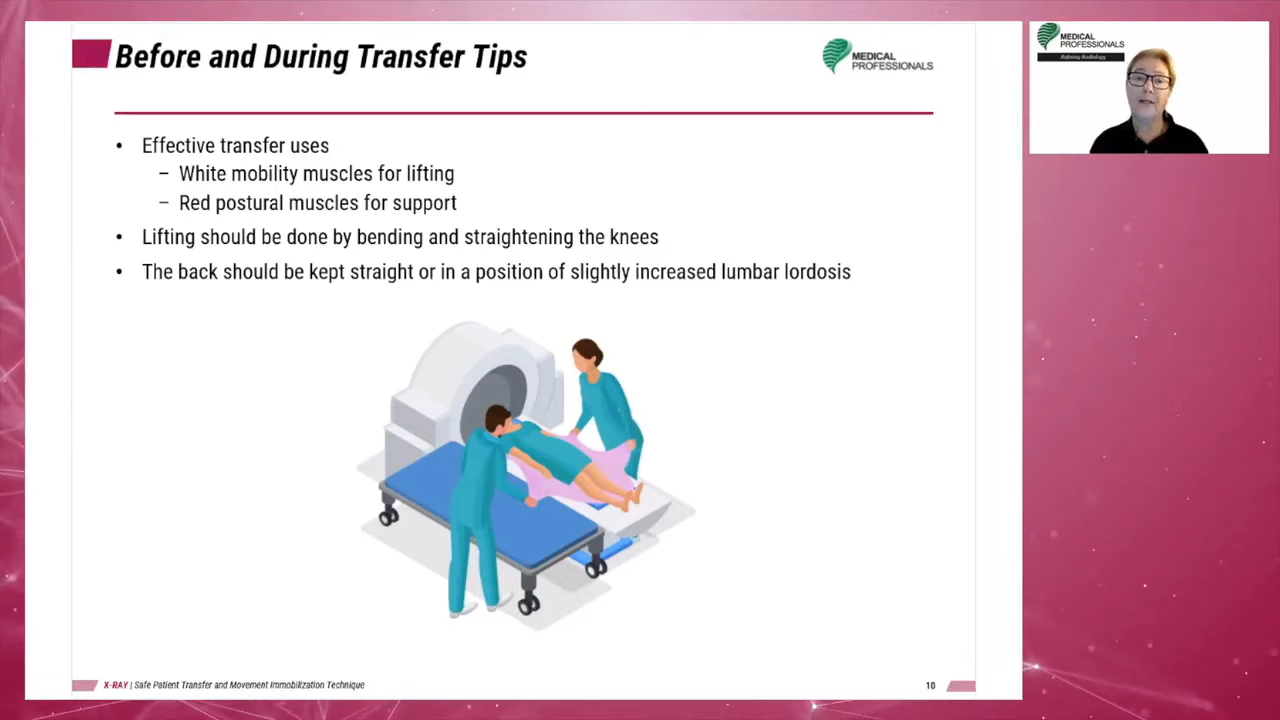 Before and During Transfer Tips
MEDICAL
PROFESSIONALS
• Effective transfer uses
– White mobility muscles for lifting
– Red postural muscles for support
• Lifting should be done by bending and straightening the knees
• The back should be kept straight or in a position of slightly increased lumbar lordosis
X-RAY | Safe Patient Transfer and Movement Immobilization Technique
10
MEDICAL
PROFESSIONALS
Refining Radiology